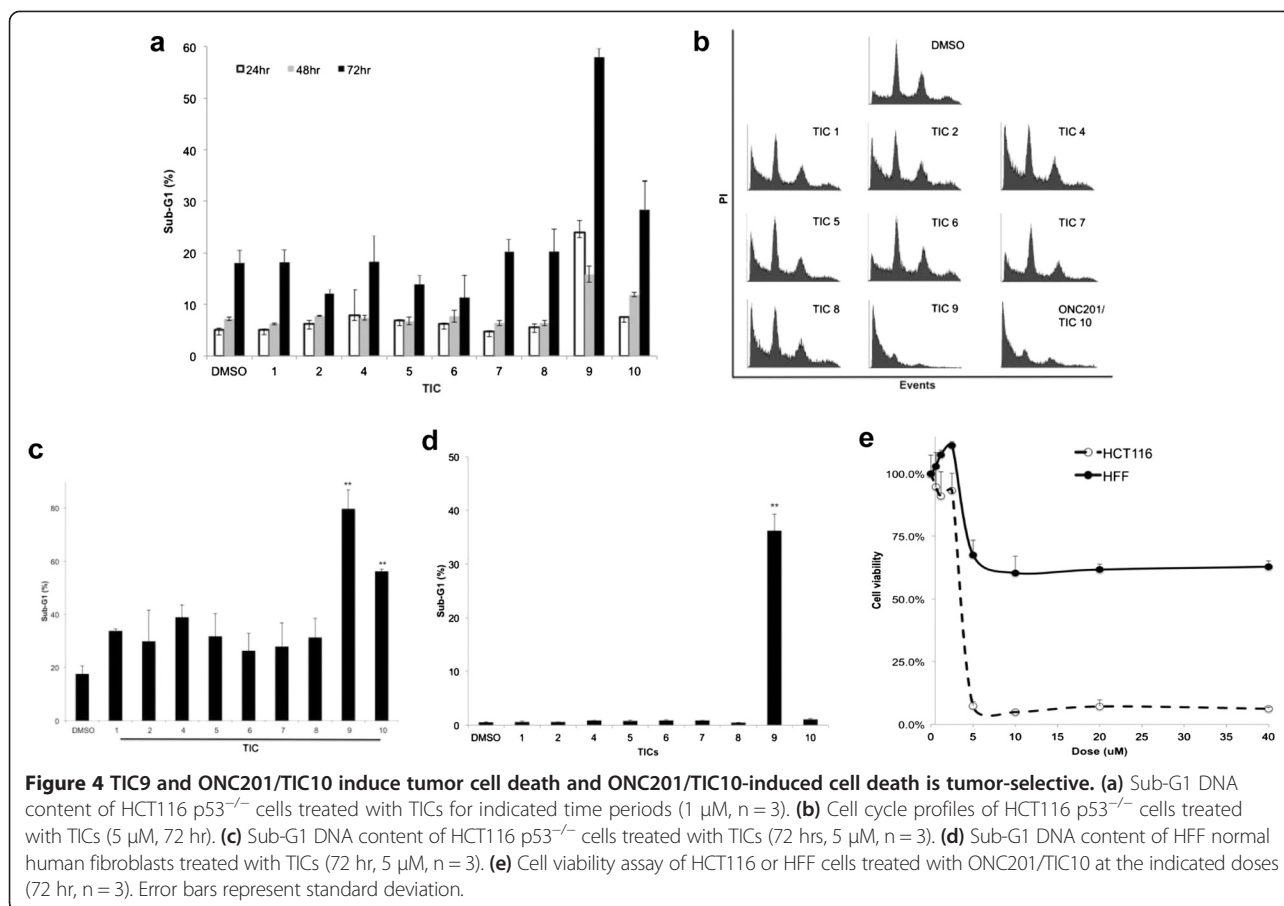 a
60
50
40
30
20
10
0
Sub-G1 (%)
24hr 48hr 72hr
DMSO 1 2 4 5 6 7 8 9 10
TIC
b
DMSO
TIC 1 TIC 2 TIC 4
TIC 5 TIC 6 TIC 7
TIC 8 TIC 9 ONC201/
TIC 10
PI
Events
c
80
60
40
20
0
Sub-G1 (%)
** **
DMSO 1 2 4 5 6 7 8 9 10
TIC
d
50
40
30
20
10
0
Sub-G1 (%)
**
DMSO 1 2 4 5 6 7 8 9 10
TICs
e
HCT116
HFF
100.0%
75.0%
50.0%
25.0%
0.0%
Cell viability
0 5 10 15 20 25 30 35 40
Dose (uM)
Figure 4 TIC9 and ONC201/TIC10 induce tumor cell death and ONC201/TIC10-induced cell death is tumor-selective. (a) Sub-G1 DNA
content of HCT116 p53−/− cells treated with TICs for indicated time periods (1 μM, n = 3). (b) Cell cycle profiles of HCT116 p53−/− cells treated
with TICs (5 μM, 72 hr). (c) Sub-G1 DNA content of HCT116 p53−/− cells treated with TICs (72 hrs, 5 μM, n = 3). (d) Sub-G1 DNA content of HFF normal
human fibroblasts treated with TICs (72 hr, 5 μM, n = 3). (e) Cell viability assay of HCT116 or HFF cells treated with ONC201/TIC10 at the indicated doses
(72 hr, n = 3). Error bars represent standard deviation.